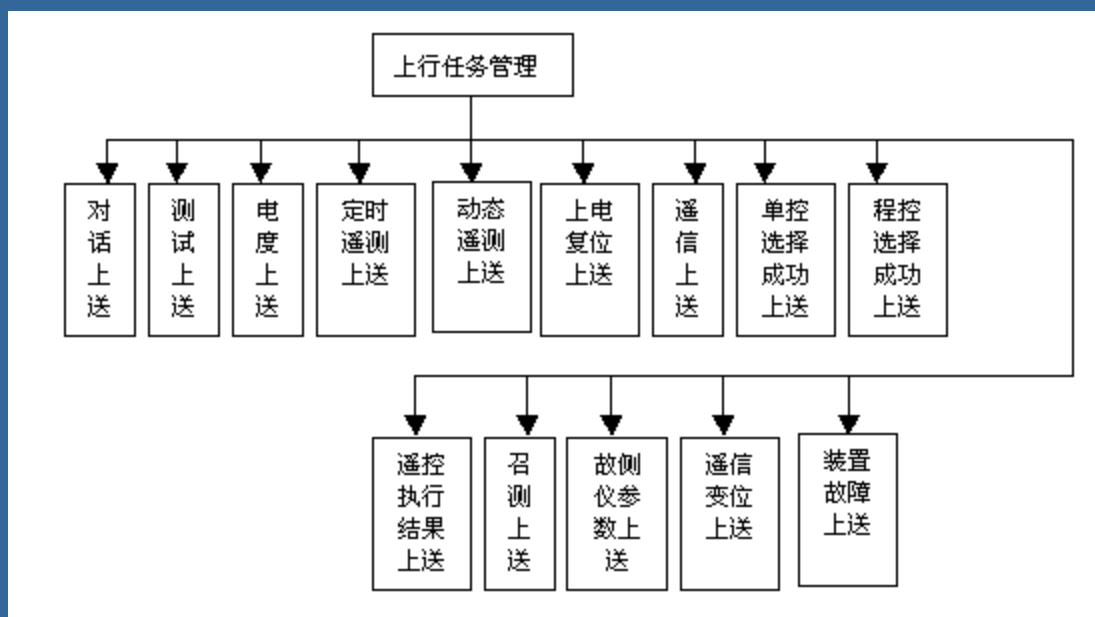 上行任务管理
对
话
上
送
测
试
上
送
电
度
上
送
定时
遥测
上送
动态
遥测
上送
上电
复位
上送
遥
信
上
送
单控
选择
成功
上送
程控
选择
成功
上送
遥控
执行
结果
上送
召
测
上
送
故侧
仪参
数上
送
遥信
变位
上送
装置
故障
上送